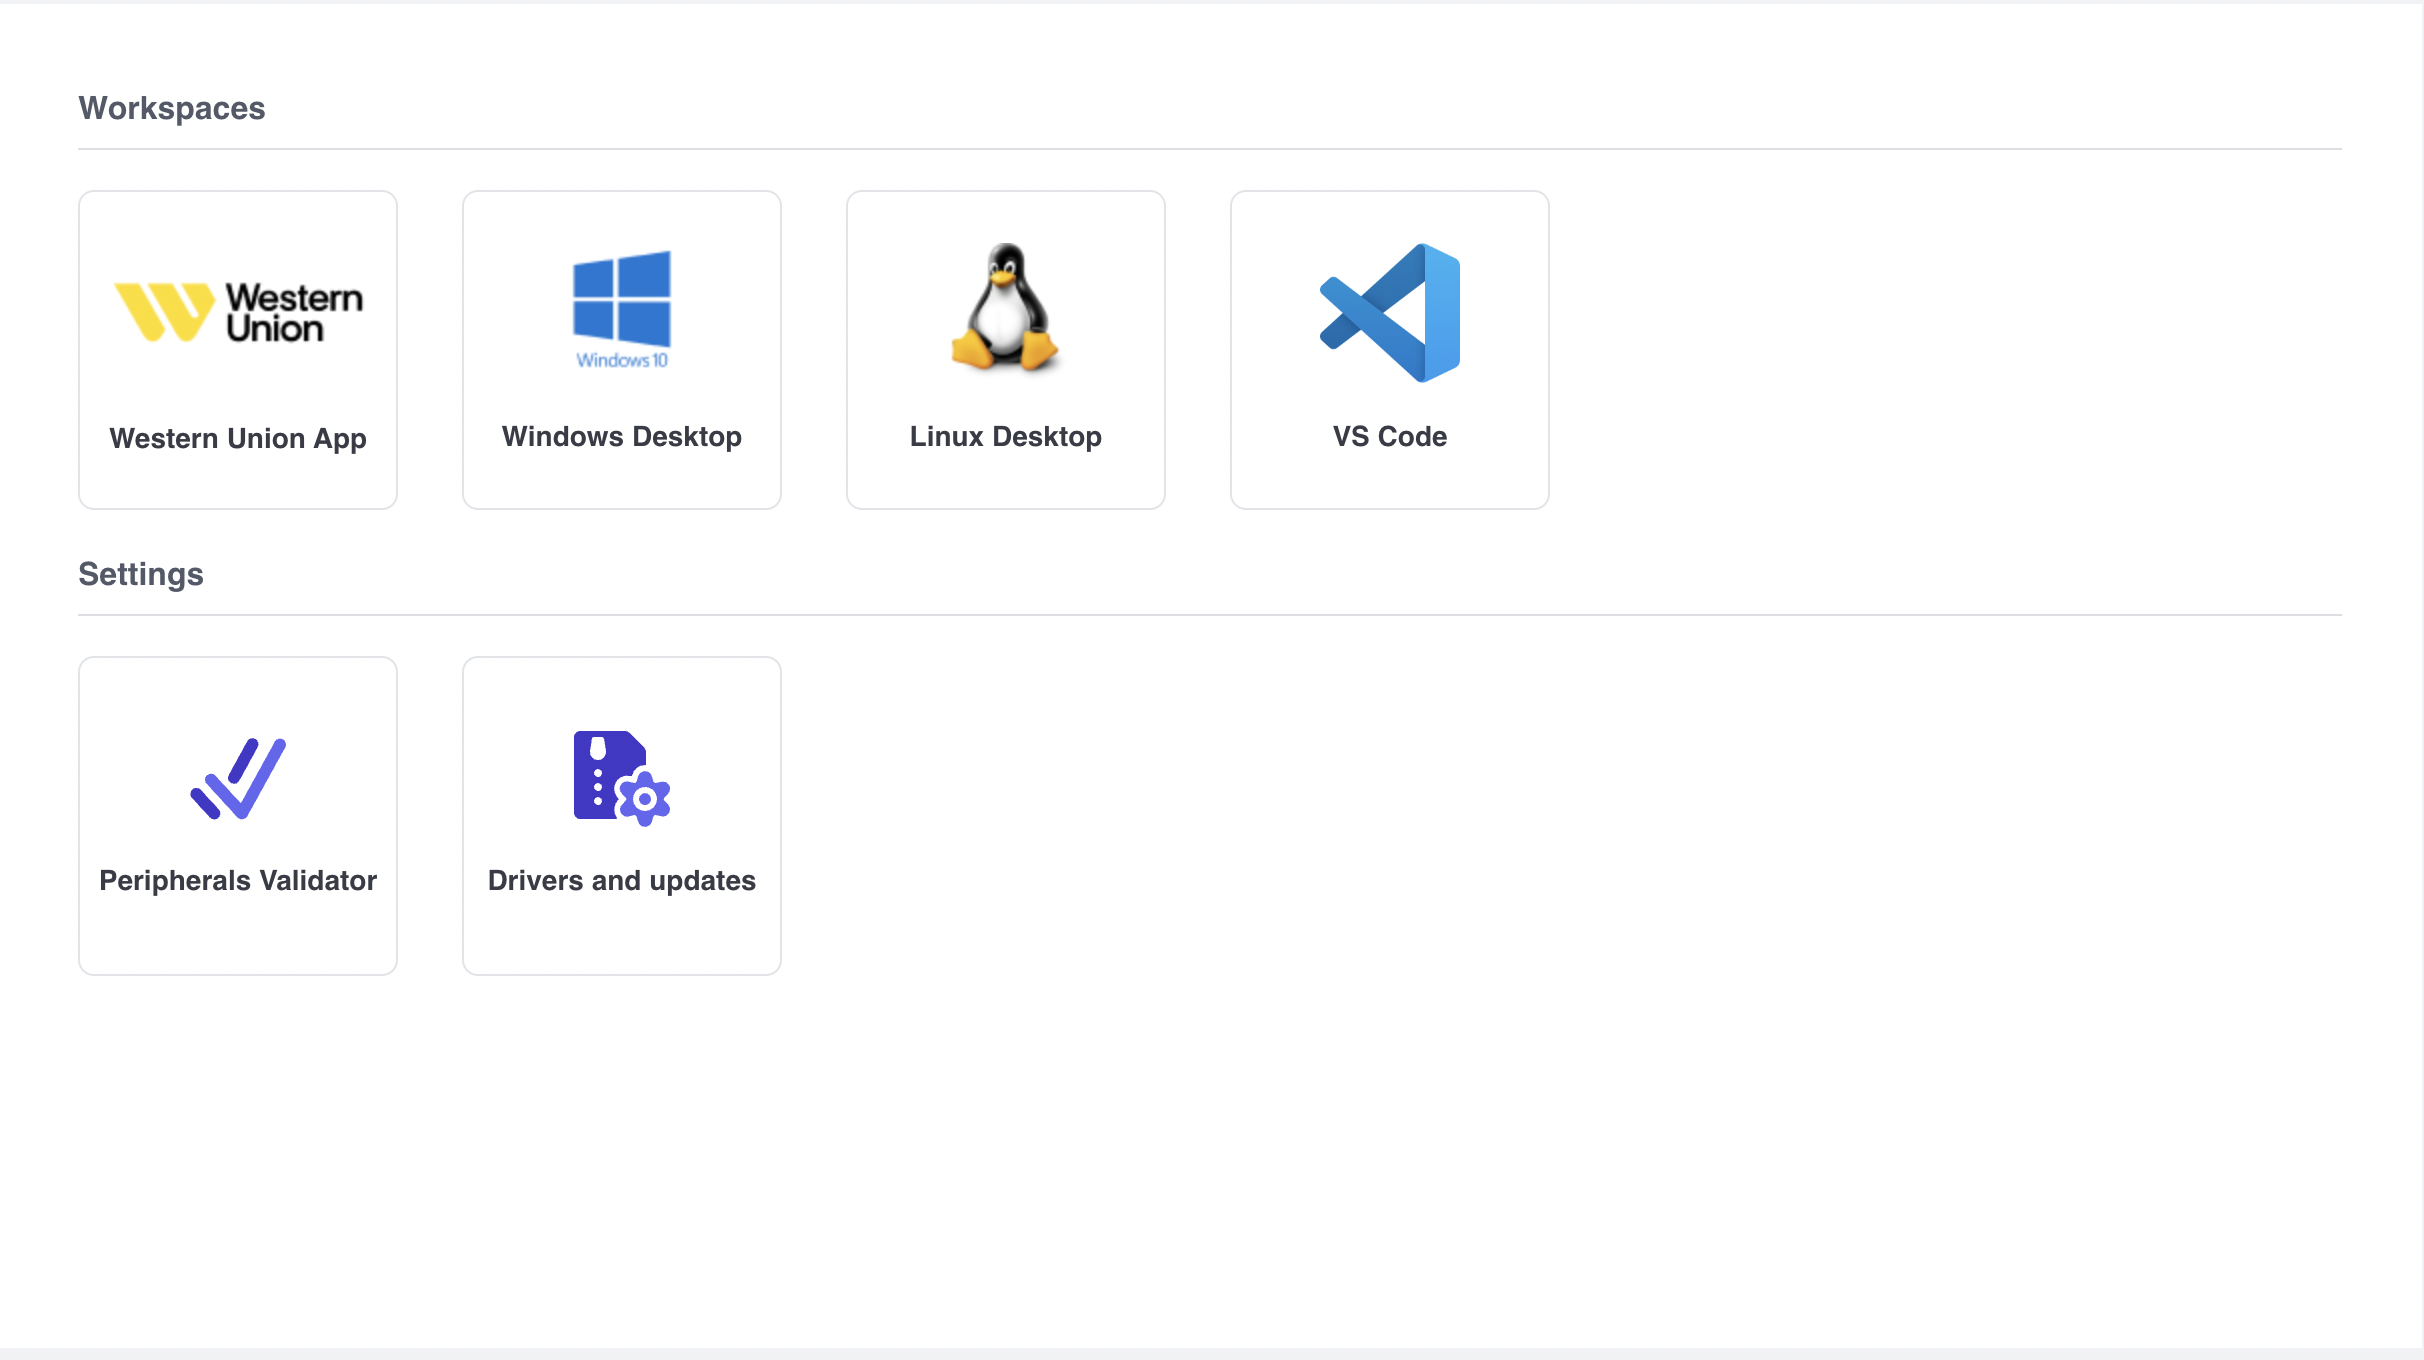 Workspaces
Western
Union
Windows 10
Western Union App
Windows Desktop
Linux Desktop
VS Code
Settings
Peripherals Validator
Drivers and updates